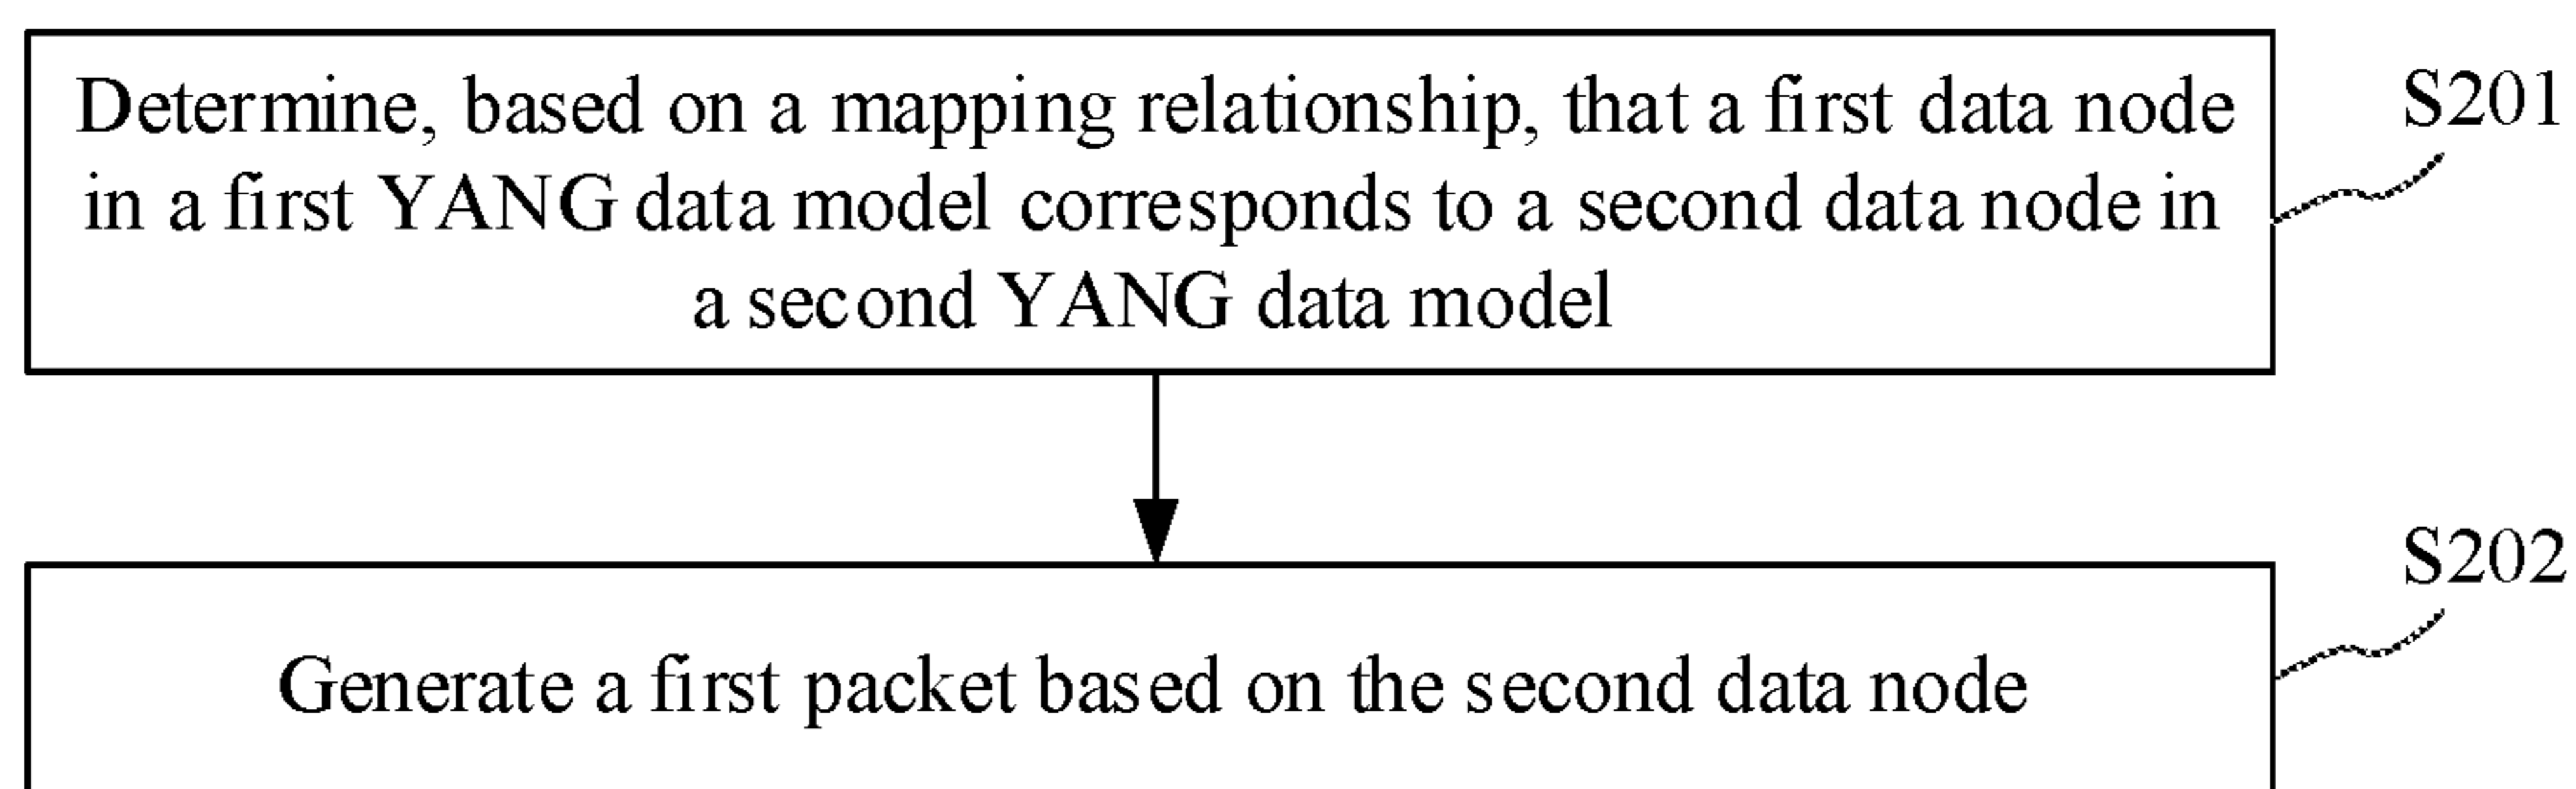 Determine, based on a mapping relationship, that a first data node
in a first YANG data model corresponds to a second data node in
a second YANG data model
S201
Generate a first packet based on the second data node
S202